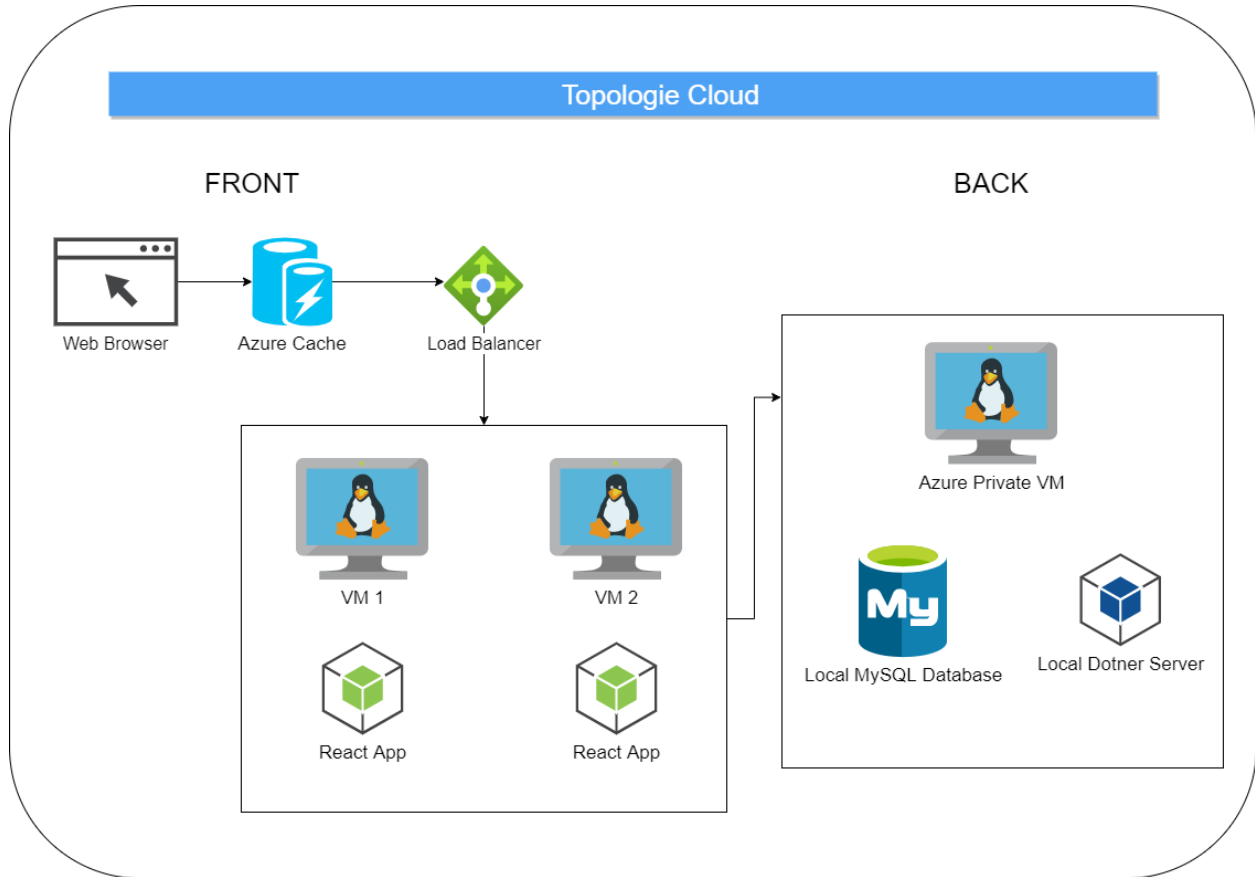 Topologie Cloud
FRONT
BACK
Web Browser
Azure Cache
Load Balancer
Azure Private VM
VM 1
VM 2
My
Local MySQL Database
Local Dotner Server
React App
React App